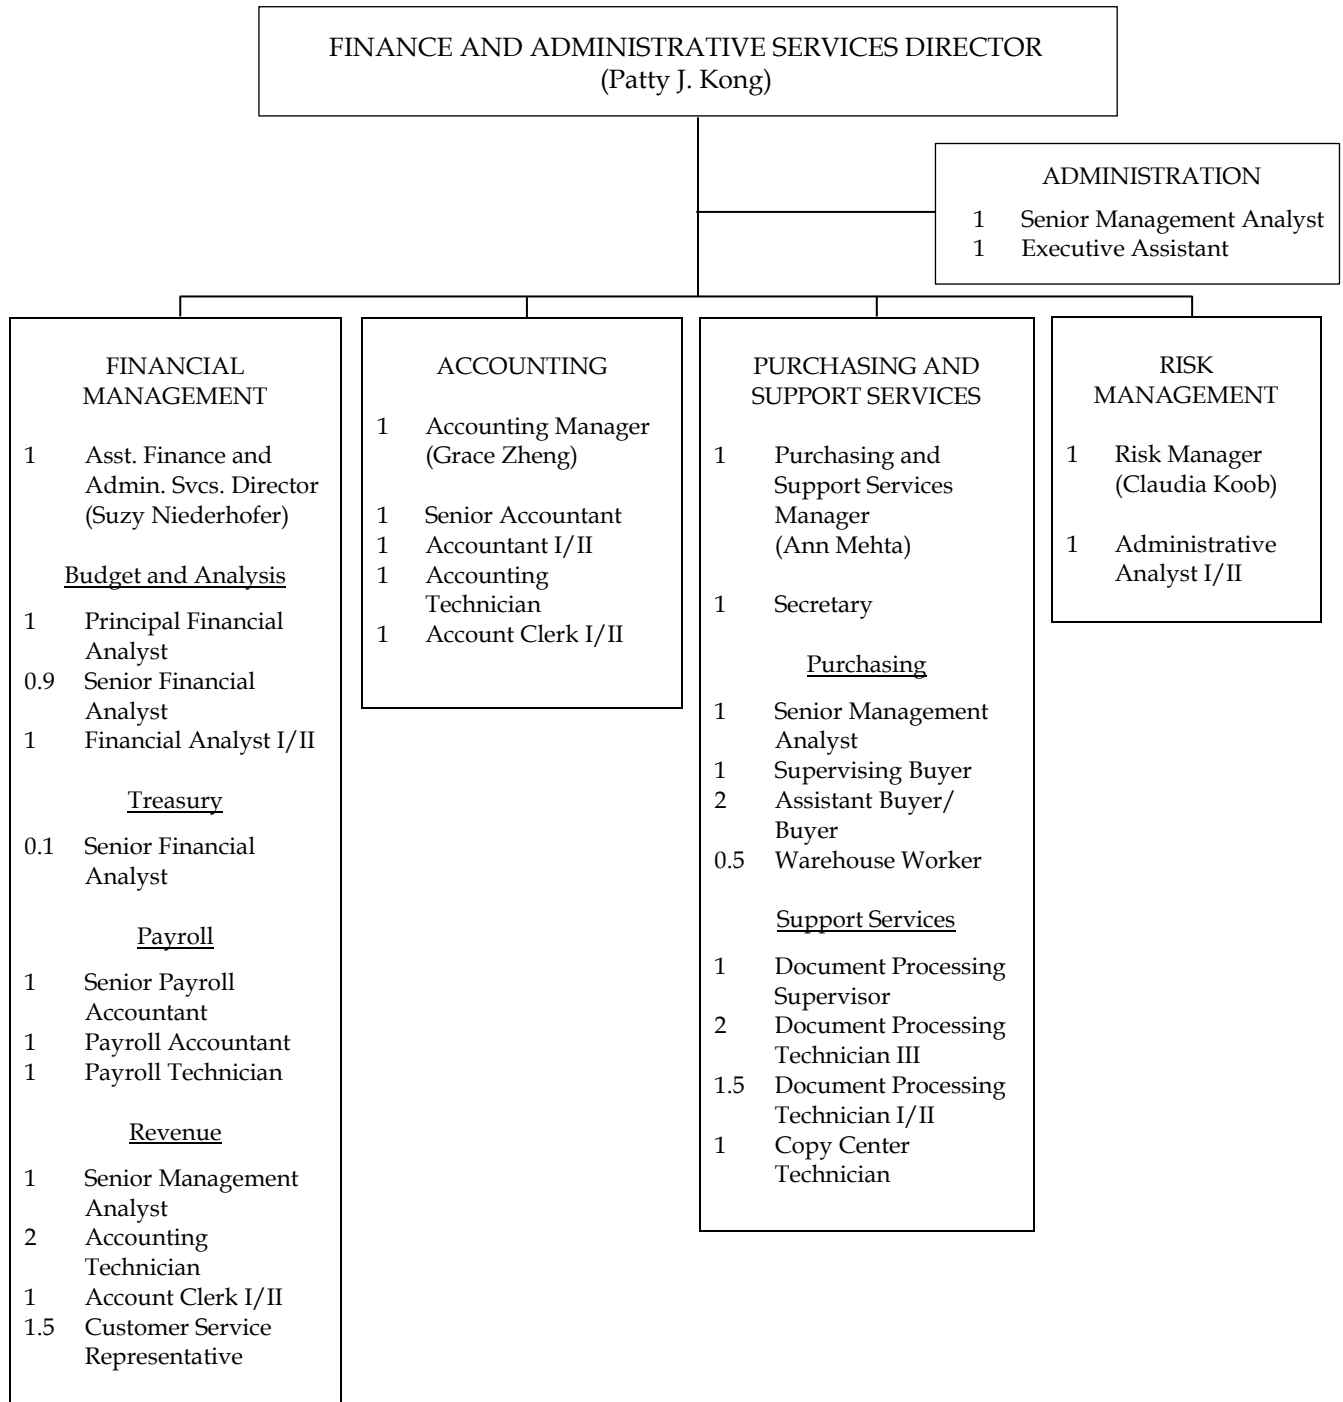 FINANCE AND ADMINISTRATIVE SERVICES DIRECTOR
(Patty J. Kong)
ADMINISTRATION
1 Senior Management Analyst
1 Executive Assistant
FINANCIAL
MANAGEMENT
1 Asst. Finance and
Admin. Svcs. Director
(Suzy Niederhofer)
Budget and Analysis
1 Principal Financial
Analyst
0.9 Senior Financial
Analyst
1 Financial Analyst I/II
Treasury
0.1 Senior Financial
Analyst
Payroll
1 Senior Payroll
Accountant
1 Payroll Accountant
1 Payroll Technician
Revenue
1 Senior Management
Analyst
2 Accounting
Technician
1 Account Clerk I/II
1.5 Customer Service
Representative
ACCOUNTING
1 Accounting Manager
(Grace Zheng)
1 Senior Accountant
1 Accountant I/II
1 Accounting
Technician
1 Account Clerk I/II
PURCHASING AND
SUPPORT SERVICES
1 Purchasing and
Support Services
Manager
(Ann Mehta)
1 Secretary
Purchasing
1 Senior Management
Analyst
1 Supervising Buyer
2 Assistant Buyer/
Buyer
0.5 Warehouse Worker
Support Services
1 Document Processing
Supervisor
2 Document Processing
Technician III
1.5 Document Processing
Technician I/II
1 Copy Center
Technician
RISK
MANAGEMENT
1 Risk Manager
(Claudia Koob)
1 Administrative
Analyst I/II